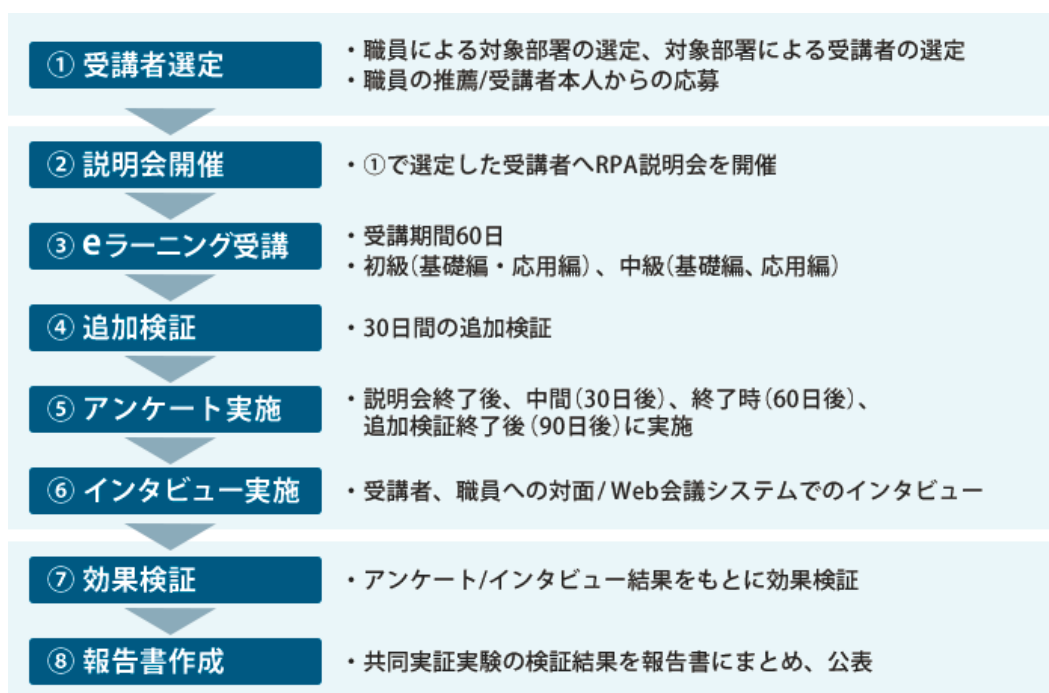 ① 受講者選定
・職員による対象部署の選定、対象部署による受講者の選定
・職員の推薦/受講者本人からの応募
② 説明会開催
・①で選定した受講者へRPA説明会を開催
③ eラーニング受講
・受講期間60日
・初級(基礎編・応用編)、中級(基礎編、応用編)
④ 追加検証
・30日間の追加検証
⑤ アンケート実施
・説明会終了後、中間(30日後)、終了時(60日後)、
追加検証終了後(90日後)に実施
⑥ インタビュー実施
・受講者、職員への対面/Web会議システムでのインタビュー
⑦ 効果検証
・アンケート/インタビュー結果をもとに効果検証
⑧ 報告書作成
・共同実証実験の検証結果を報告書にまとめ、公表